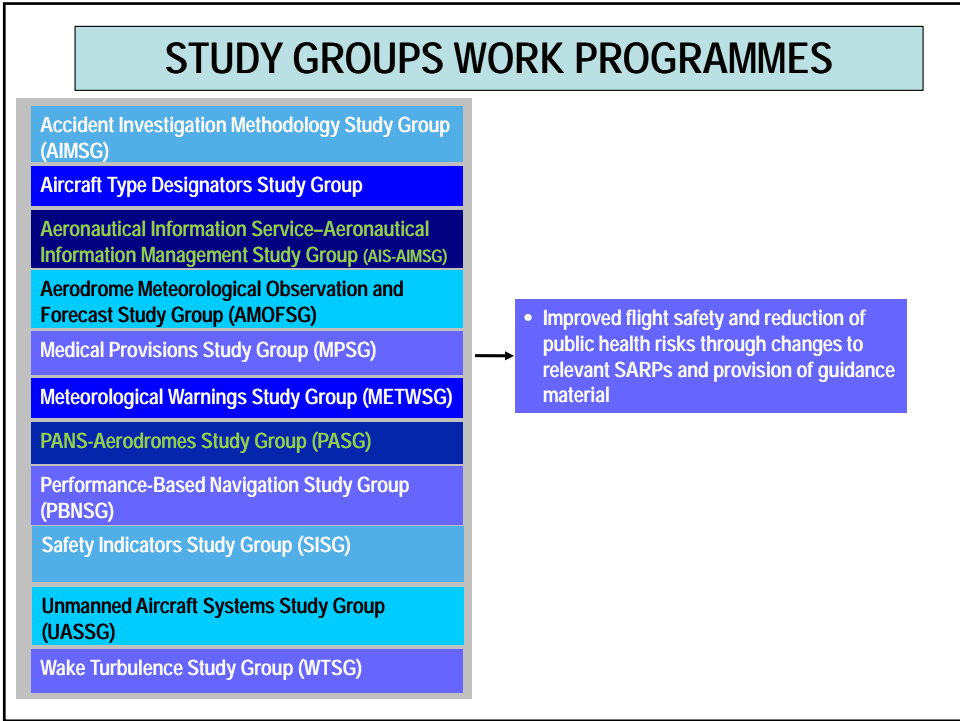 STUDY GROUPS WORK PROGRAMMES
Accident Investigation Methodology Study Group
(AIMSG)
Aircraft Type Designators Study Group
Aeronautical Information Service–Aeronautical
Information Management Study Group (AIS-AIMSG)
Aerodrome Meteorological Observation and
Forecast Study Group (AMOFSG)
Medical Provisions Study Group (MPSG)
Meteorological Warnings Study Group (METWSG)
PANS-Aerodromes Study Group (PASG)
Performance-Based Navigation Study Group
(PBNSG)
Safety Indicators Study Group (SISG)
Unmanned Aircraft Systems Study Group
(UASSG)
Wake Turbulence Study Group (WTSG)
• Improved flight safety and reduction of
public health risks through changes to
relevant SARPs and provision of guidance
material